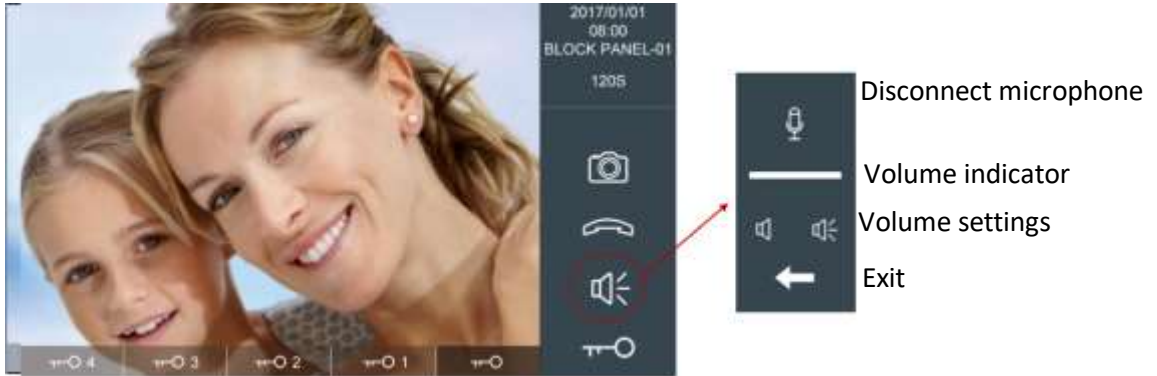 2017/01/01
08:00
BLOCK PANEL-01
120S
4
3
2
1
Disconnect microphone
Volume indicator
Volume settings
Exit